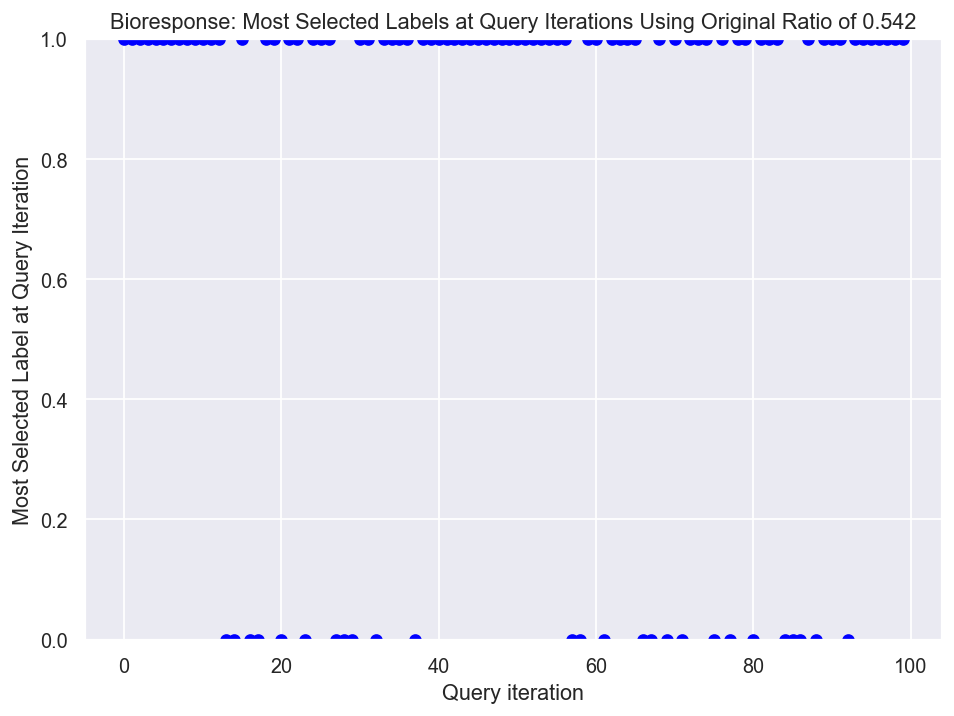 Bioresponse: Most Selected Labels at Query Iterations Using Original Ratio of 0.542
Most Selected Label at Query Iteration
1.0
0.8
0.6
0.4
0.2
0.0
0 20 40 60 80 100
Query iteration